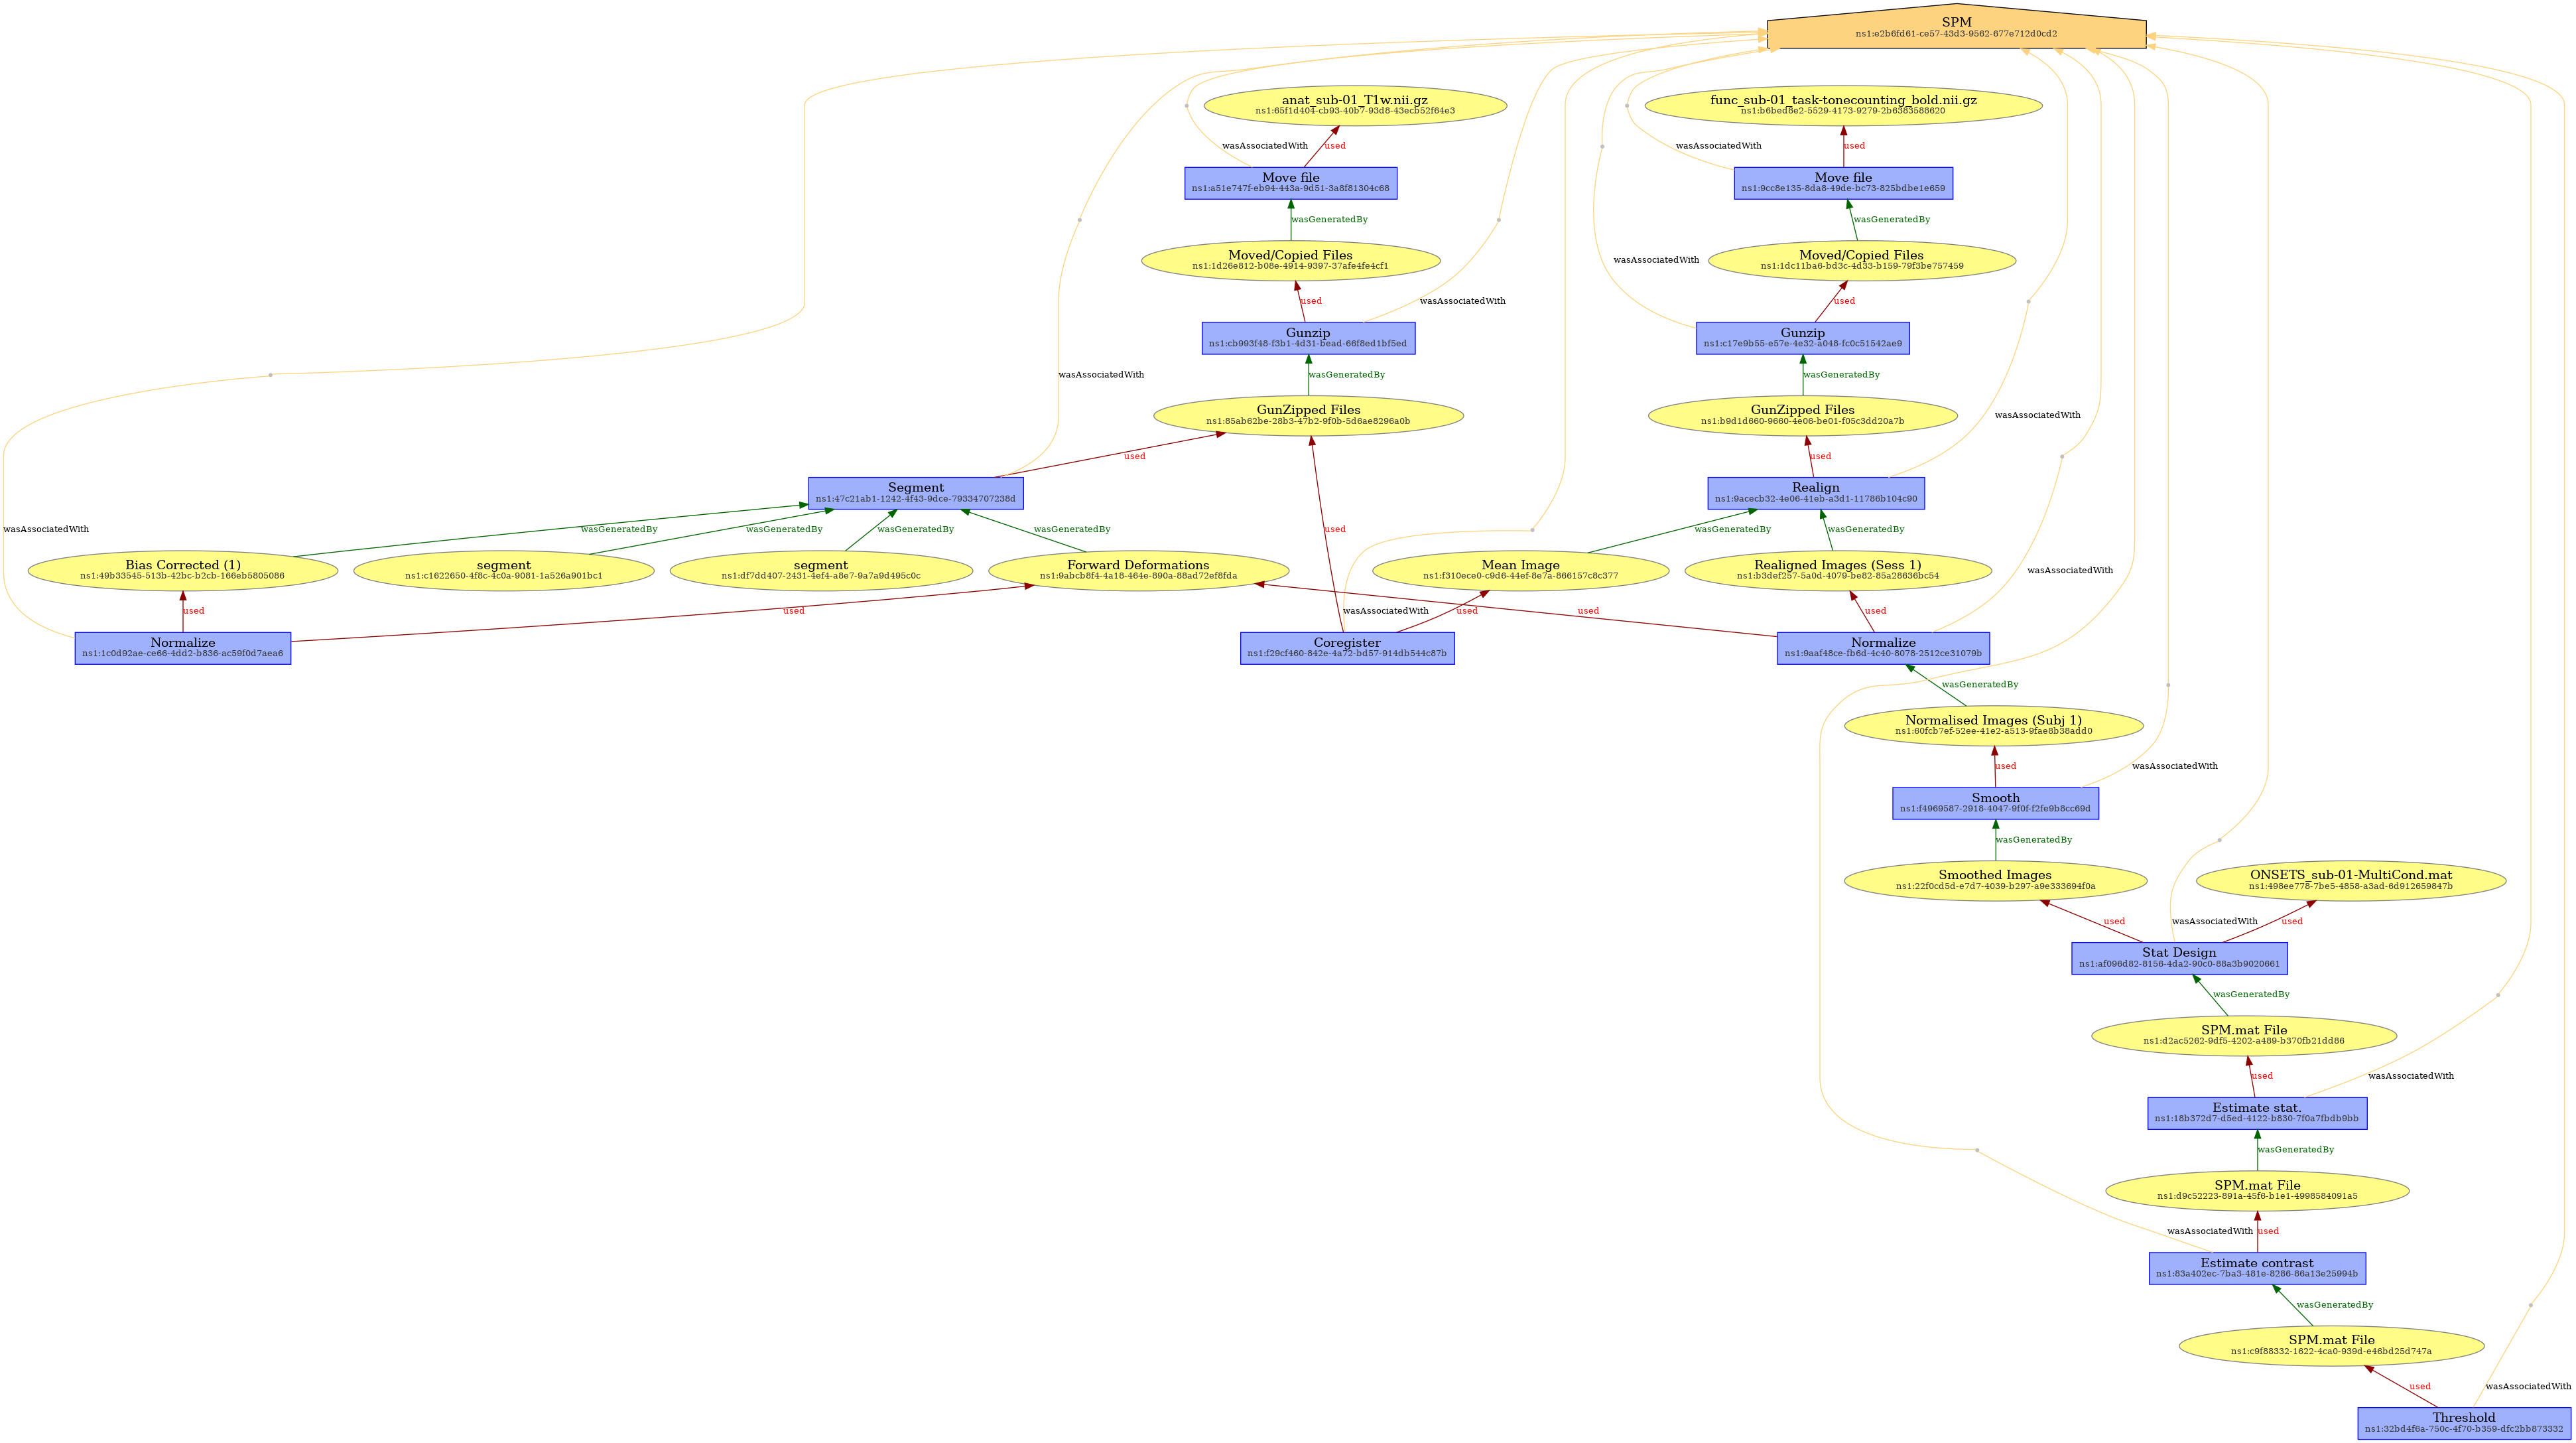 SPM
ns1:e2b6fd61-ce57-43d3-9562-677e712d0cd2
anat_sub-01_T1w.nii.gz
ns1:65f1d404-cb93-40b7-93d8-43ecb52f64e3
func_sub-01_task-tonecounting_bold.nii.gz
ns1:b6bed8e2-5529-4173-9279-2b6383588620
wasAssociatedWith
used
wasAssociatedWith
used
Move file
ns1:a51e747f-eb94-443a-9d51-3a8f81304c68
Move file
ns1:9cc8e135-8da8-49de-bc73-825bdbe1e659
wasGeneratedBy
wasGeneratedBy
Moved/Copied Files
ns1:1d26e812-b08e-4914-9397-37afe4fe4cf1
wasAssociatedWith
Moved/Copied Files
ns1:1dc11ba6-bd3c-4d33-b159-79f3be757459
used
wasAssociatedWith
used
Gunzip
ns1:cb993f48-f3b1-4d31-bead-66f8ed1bf5ed
Gunzip
ns1:c17e9b55-e57e-4e32-a048-fc0c51542ae9
wasAssociatedWith
wasGeneratedBy
wasGeneratedBy
GunZipped Files
ns1:85ab62be-28b3-47b2-9f0b-5d6ae8296a0b
GunZipped Files
ns1:b9d1d660-9660-4e06-be01-f05c3dd20a7b
wasAssociatedWith
used
used
Segment
ns1:47c21ab1-1242-4f43-9dce-79334707238d
Realign
ns1:9acecb32-4e06-41eb-a3d1-11786b104c90
wasAssociatedWith
wasGeneratedBy
wasGeneratedBy
wasGeneratedBy
wasGeneratedBy
used
wasGeneratedBy
wasGeneratedBy
Bias Corrected (1)
ns1:49b33545-513b-42bc-b2cb-166eb5805086
segment
ns1:c1622650-4f8c-4c0a-9081-1a526a901bc1
segment
ns1:df7dd407-2431-4ef4-a8e7-9a7a9d495c0c
Forward Deformations
ns1:9abcb8f4-4a18-464e-890a-88ad72ef8fda
Mean Image
ns1:f310ece0-c9d6-44ef-8e7a-866157c8c377
Realigned Images (Sess 1)
ns1:b3def257-5a0d-4079-be82-85a28636bc54
wasAssociatedWith
used
used
wasAssociatedWith
used
used
used
Normalize
ns1:1c0d92ae-ce66-4dd2-b836-ac59f0d7aea6
Coregister
ns1:f29cf460-842e-4a72-bd57-914db544c87b
Normalize
ns1:9aaf48ce-fb6d-4c40-8078-2512ce31079b
wasGeneratedBy
Normalised Images (Subj 1)
ns1:60fcb7ef-52ee-41e2-a513-9fae8b38add0
used
wasAssociatedWith
Smooth
ns1:f4969587-2918-4047-9f0f-f2fe9b8cc69d
wasGeneratedBy
Smoothed Images
ns1:22f0cd5d-e7d7-4039-b297-a9e333694f0a
ONSETS_sub-01-MultiCond.mat
ns1:498ee778-7be5-4858-a3ad-6d912659847b
used
wasAssociatedWith
used
Stat Design
ns1:af096d82-8156-4da2-90c0-88a3b9020661
wasGeneratedBy
SPM.mat File
ns1:d2ac5262-9df5-4202-a489-b370fb21dd86
used
wasAssociatedWith
Estimate stat.
ns1:18b372d7-d5ed-4122-b830-7f0a7fbdb9bb
wasGeneratedBy
SPM.mat File
ns1:d9c52223-891a-45f6-b1e1-4998584091a5
wasAssociatedWith
used
Estimate contrast
ns1:83a402ec-7ba3-481e-8286-86a13e25994b
wasGeneratedBy
SPM.mat File
ns1:c9f88332-1622-4ca0-939d-e46bd25d747a
used
wasAssociatedWith
Threshold
ns1:32bd4f6a-750c-4f70-b359-dfc2bb873332